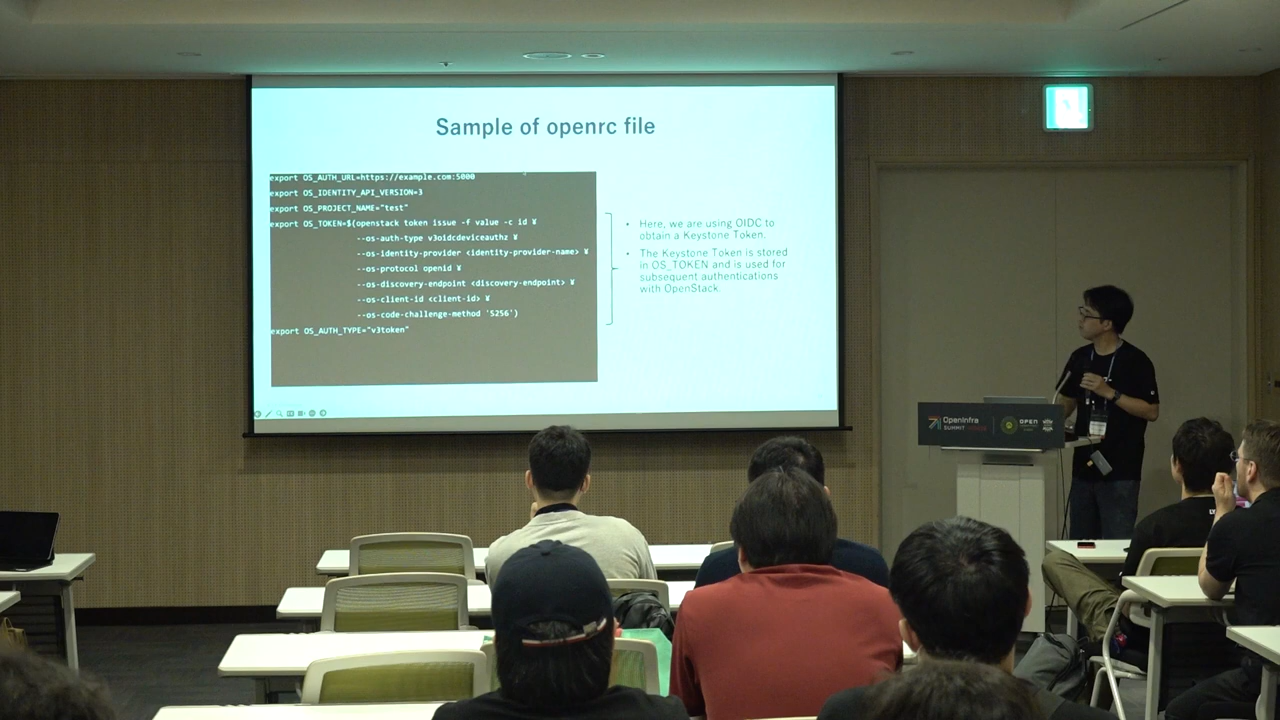 Sample of openrc file
export OS_AUTH_URL=https://example.com:5000
export OS_IDENTITY_API_VERSION=3
export OS_PROJECT_NAME="test"
export OS_TOKEN=$(openstack token issue -f value -c id ¥
--os-auth-type v3oidcdeviceauthz ¥
--os-identity-provider <identity-provider-name> ¥
--os-protocol openid ¥
--os-discovery-endpoint <discovery-endpoint> ¥
--os-client-id <client-id> ¥
--os-code-challenge-method 'S256')
export OS_AUTH_TYPE="v3token"
• Here, we are using OIDC to
obtain a Keystone Token.
• The Keystone Token is stored
in OS_TOKEN and is used for
subsequent authentications
with OpenStack
OpenInfra
SUMMIT
OPEN